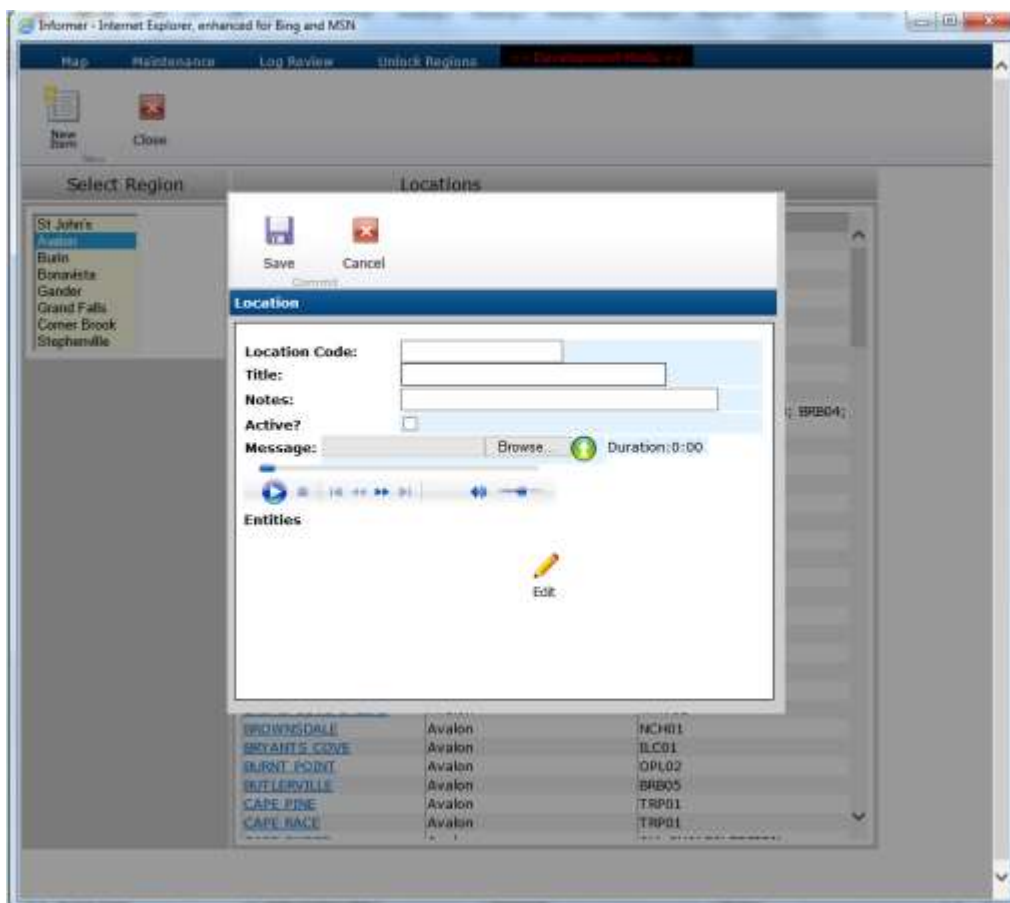 Informer - Internet Explorer, enhanced for Bing and MSN
Map Maintenance Log Review Unlock Regions
New Item Close
New
Select Region Locations
St John's
Avalon
Burin
Bonavista
Gander
Grand Falls
Corner Brook
Stephenville
Save Cancel
Commit
Location
Location Code:
Title:
Notes:
Active?
Message: Browse... Duration:0:00
Entities
Edit
BRB04;
BROWNSDALE Avalon NCH01
BRYANTS COVE Avalon ILC01
BURNT POINT Avalon OPL02
BUTLERVILLE Avalon BRB05
CAPE PINE Avalon TRP01
CAPE RACE Avalon TRP01